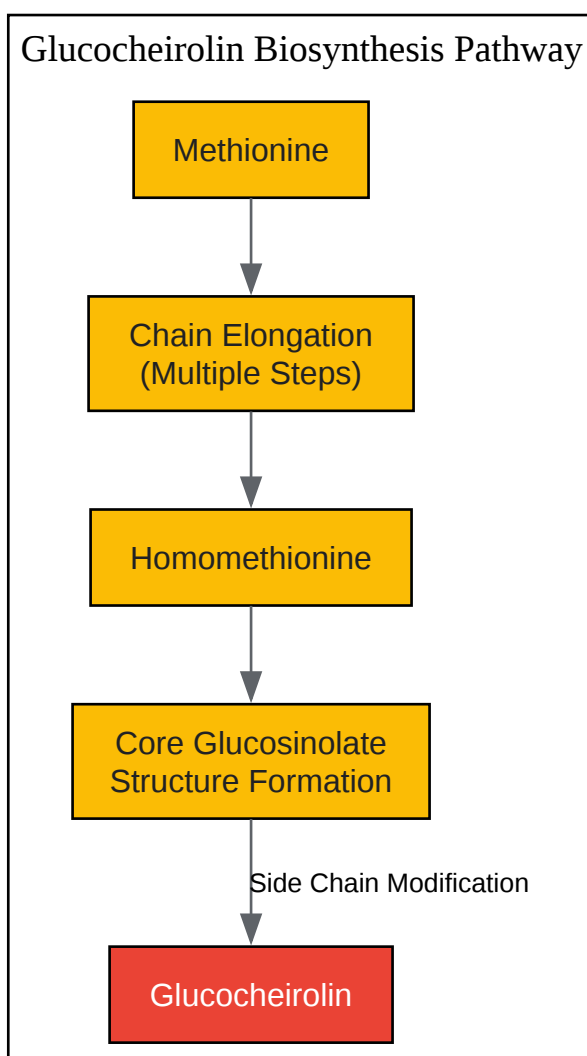 Glucocheirolin Biosynthesis Pathway
Methionine
Chain Elongation
(Multiple Steps)
Homomethionine
Core Glucosinolate
Structure Formation
Side Chain Modification
Glucocheirolin